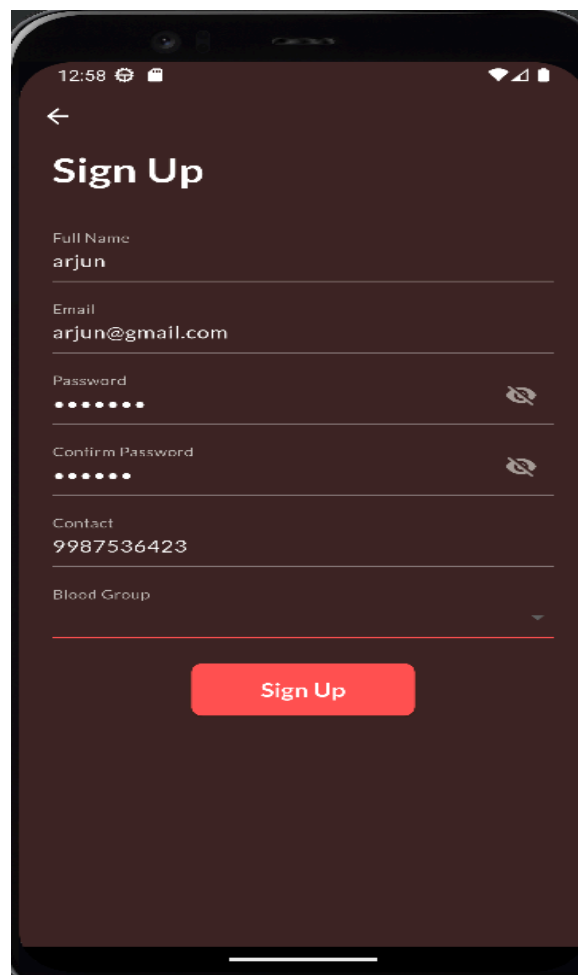 12:58
Sign Up
Full Name
arjun
Email
arjun@gmail.com
Password
•••••••
Confirm Password
••••••
Contact
9987536423
Blood Group
Sign Up